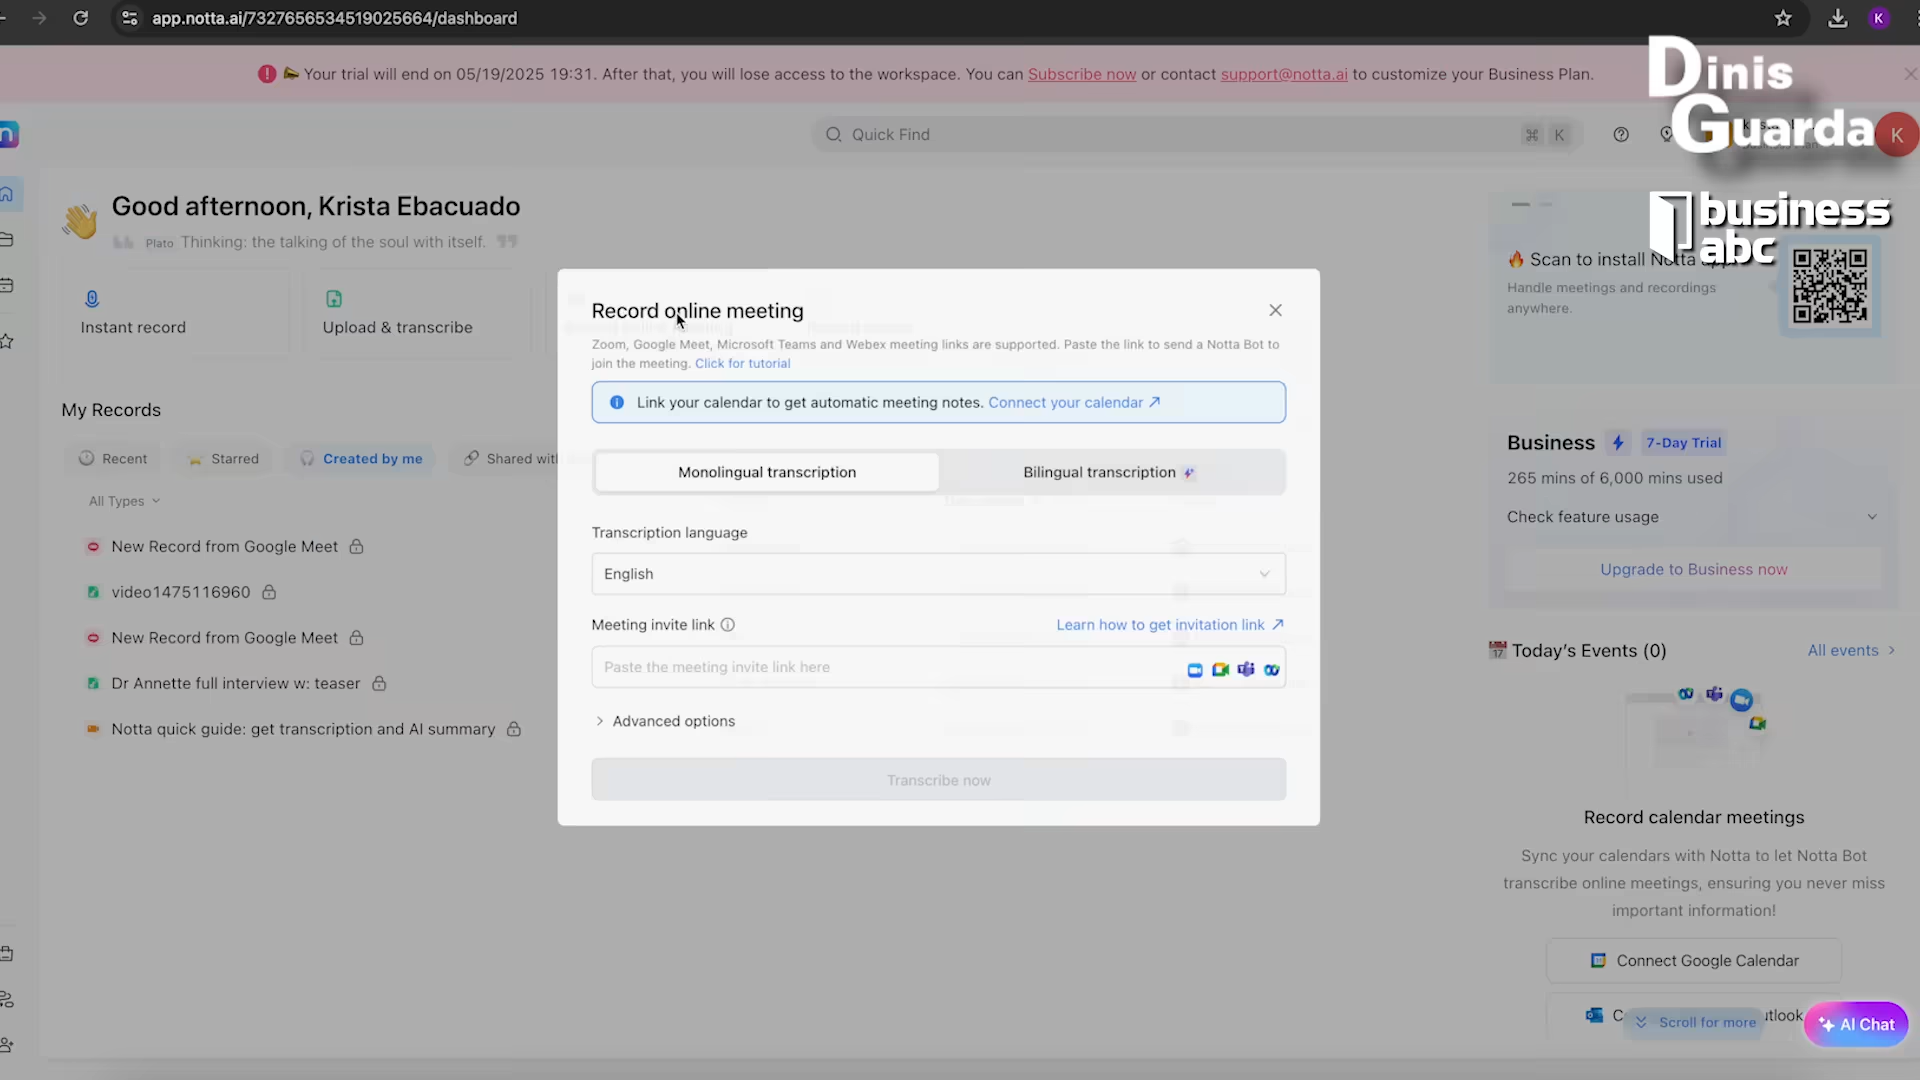 app.notta.ai/7327656534519025664/dashboard
K
Your trial will end on 05/19/2025 19:31. After that, you will lose access to the workspace. You can Subscribe now or contact support@notta.ai to customize your Business Plan.
Dinis
Guarda
business
abc
n
Quick Find
⌘ K
K
Good afternoon, Krista Ebacuado
Plato Thinking: the talking of the soul with itself.
Instant record
Upload & transcribe
My Records
Recent
Starred
Created by me
Shared with
All Types
New Record from Google Meet
video1475116960
New Record from Google Meet
Dr Annette full interview w: teaser
Notta quick guide: get transcription and AI summary
Record online meeting
Zoom, Google Meet, Microsoft Teams and Webex meeting links are supported. Paste the link to send a Notta Bot to
join the meeting. Click for tutorial
Link your calendar to get automatic meeting notes. Connect your calendar
Monolingual transcription
Bilingual transcription
Transcription language
English
Meeting invite link
Learn how to get invitation link
Paste the meeting invite link here
Advanced options
Transcribe now
Scan to install Notta
Handle meetings and recordings
anywhere.
Business
7-Day Trial
265 mins of 6,000 mins used
Check feature usage
Upgrade to Business now
Today's Events (0)
All events
Record calendar meetings
Sync your calendars with Notta to let Notta Bot
transcribe online meetings, ensuring you never miss
important information!
Connect Google Calendar
Scroll for more
AI Chat